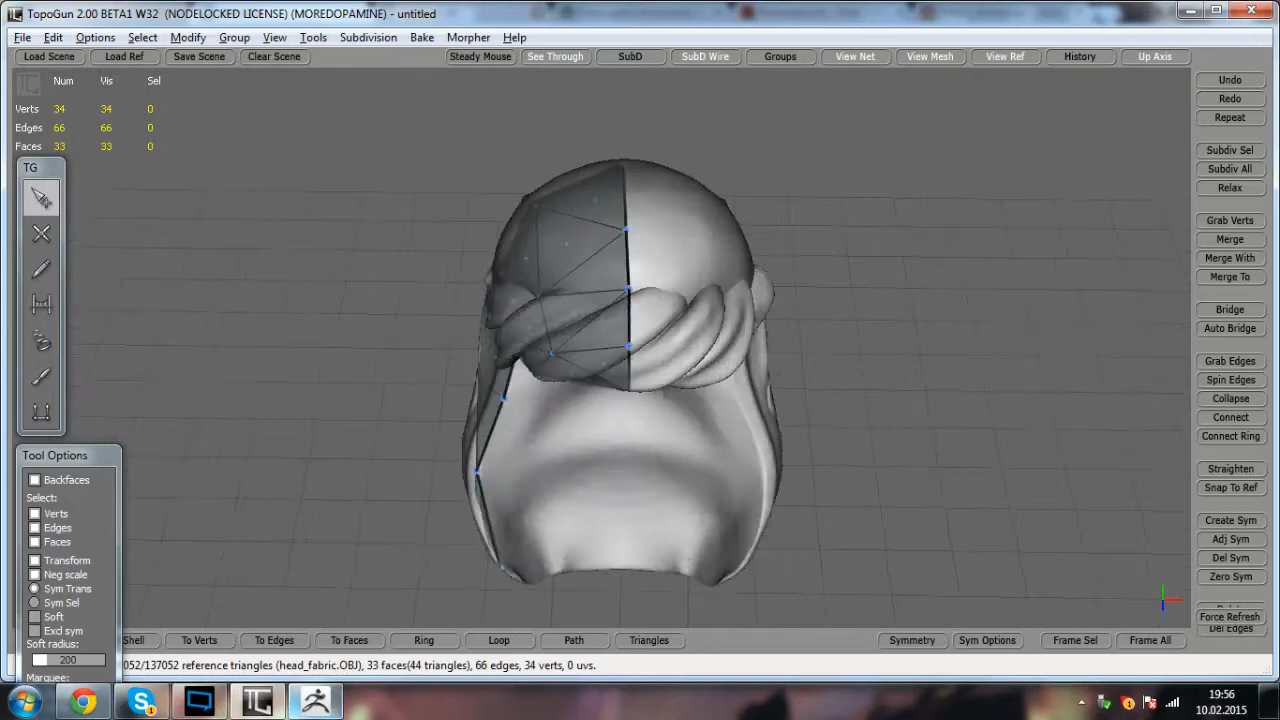 TopoGun 2.00 BETA1 W32 (NODELOCKED LICENSE) (MOREDOPAMINE) - untitled
File Edit Options Select Modify Group View Tools Subdivision Bake Morpher Help
Load Scene Load Ref Save Scene Clear Scene Steady Mouse See Through SubD SubD Wire Groups View Net View Mesh View Ref History Up Axis
Num Vis Sel
Verts 34 34 0
Edges 66 66 0
Faces 33 33 0
TG
Undo
Redo
Repeat
Subdiv Sel
Subdiv All
Relax
Grab Verts
Merge
Merge With
Merge To
Bridge
Auto Bridge
Grab Edges
Spin Edges
Collapse
Connect
Connect Ring
Straighten
Snap To Ref
Create Sym
Adj Sym
Del Sym
Zero Sym
Force Refresh
Del Edges
Tool Options
Backfaces
Select:
Verts
Edges
Faces
Transform
Neg scale
Sym Trans
Sym Sel
Soft
Excl sym
Soft radius:
200
Marquee:
Shell To Verts To Edges To Faces Ring Loop Path Triangles Symmetry Sym Options Frame Sel Frame All
052/137052 reference triangles (head_fabric.OBJ), 33 faces(44 triangles), 66 edges, 34 verts, 0 uvs.
19:56
10.02.2015